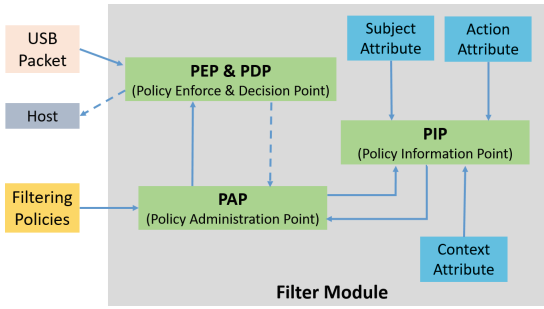 USB
Packet
Host
Filtering
Policies
PEP & PDP
(Policy Enforce & Decision Point)
PAP
(Policy Administration Point)
Subject
Attribute
Action
Attribute
PIP
(Policy Information Point)
Context
Attribute
Filter Module